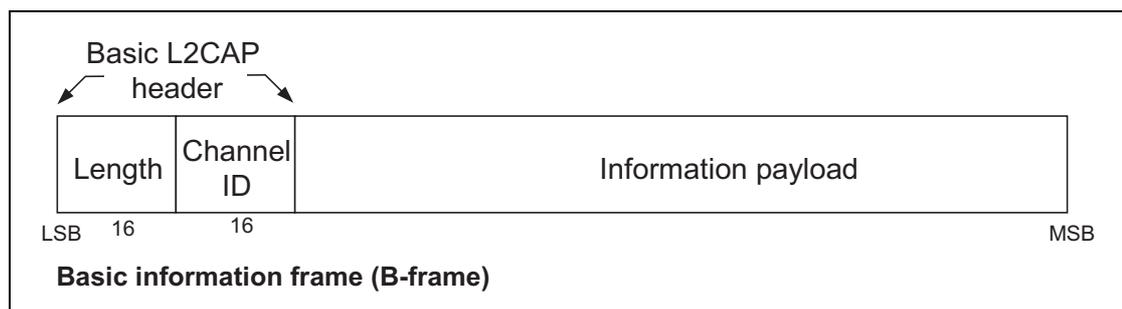 Basic L2CAP
header
Length
Channel
ID
Information payload
LSB
16
16
MSB
Basic information frame (B-frame)